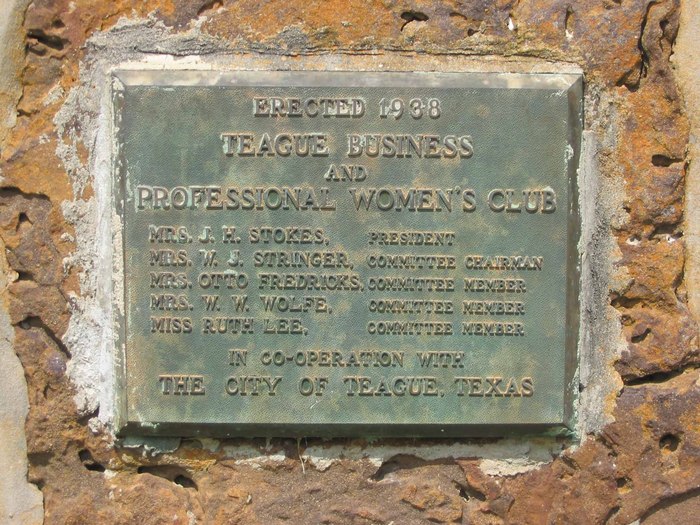 ERECTED 1938
TEAGUE BUSINESS
AND
PROFESSIONAL WOMEN'S CLUB
MRS. J. H. STOKES, PRESIDENT
MRS. W. J. STRINGER, COMMITTEE CHAIRMAN
MRS. OTTO FREDRICKS, COMMITTEE MEMBER
MRS. W. W. WOLFE, COMMITTEE MEMBER
MISS RUTH LEE, COMMITTEE MEMBER
IN CO-OPERATION WITH
THE CITY OF TEAGUE, TEXAS